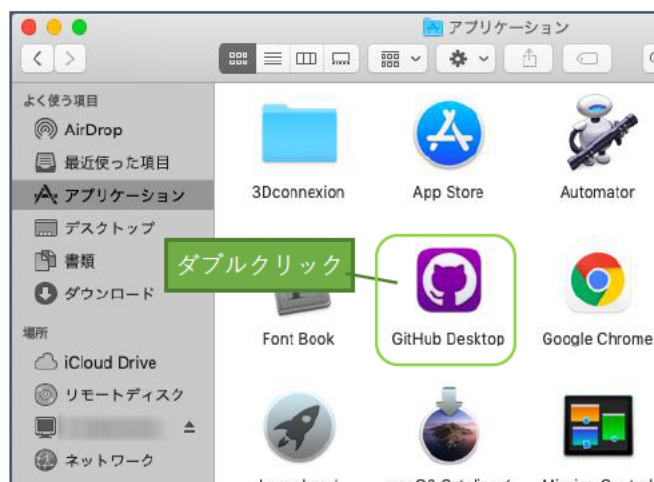 アプリケーション
よく使う項目
AirDrop
最近使った項目
アプリケーション
デスクトップ
書類
ダウンロード
場所
iCloud Drive
リモートディスク
ネットワーク
3Dconnexion
App Store
Automator
ダブルクリック
Font Book
GitHub Desktop
Google Chrome